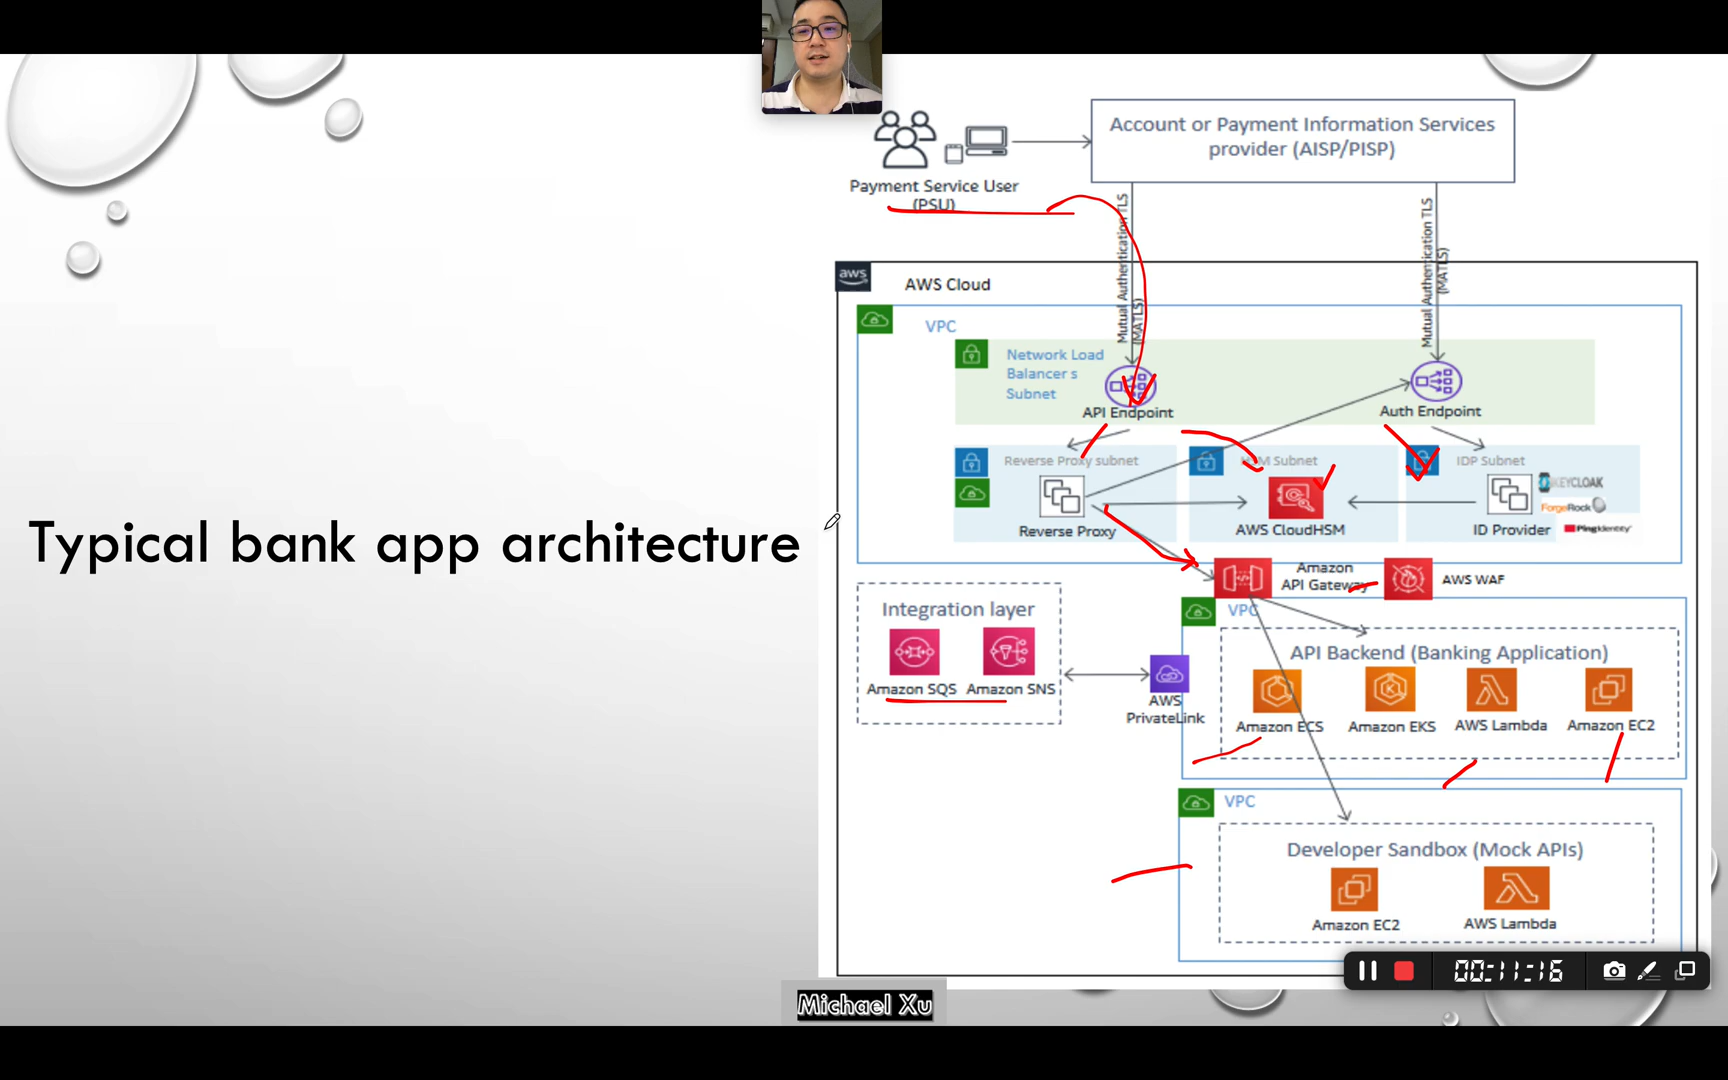 Typical bank app architecture
Payment Service User
(PSU)
Account or Payment Information Services
provider (AISP/PISP)
Mutual Authentication TLS
(MATLS)
Mutual Authentication TLS
(MATLS)
aws
AWS Cloud
VPC
Network Load
Balancer s
Subnet
API Endpoint
Auth Endpoint
Reverse Proxy subnet
HSM Subnet
IDP Subnet
Reverse Proxy
AWS CloudHSM
ID Provider
KEYCLOAK
ForgeRock
PingIdentity
Amazon
API Gateway
AWS WAF
Integration layer
Amazon SQS
Amazon SNS
AWS
PrivateLink
VPC
API Backend (Banking Application)
Amazon ECS
Amazon EKS
AWS Lambda
Amazon EC2
VPC
Developer Sandbox (Mock APIs)
Amazon EC2
AWS Lambda
00:11:16
Michael Xu